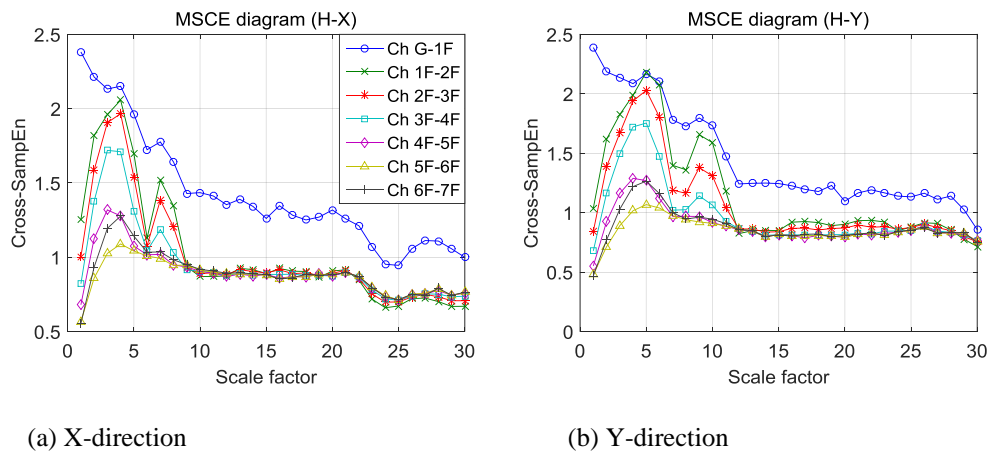 MSCE diagram (H-X)
2.5
2
1.5
1
0.5
0 5 10 15 20 25 30
Cross-SampEn
Scale factor
Ch G-1F
Ch 1F-2F
Ch 2F-3F
Ch 3F-4F
Ch 4F-5F
Ch 5F-6F
Ch 6F-7F
(a) X-direction
MSCE diagram (H-Y)
2.5
2
1.5
1
0.5
0
0 5 10 15 20 25 30
Cross-SampEn
Scale factor
(b) Y-direction